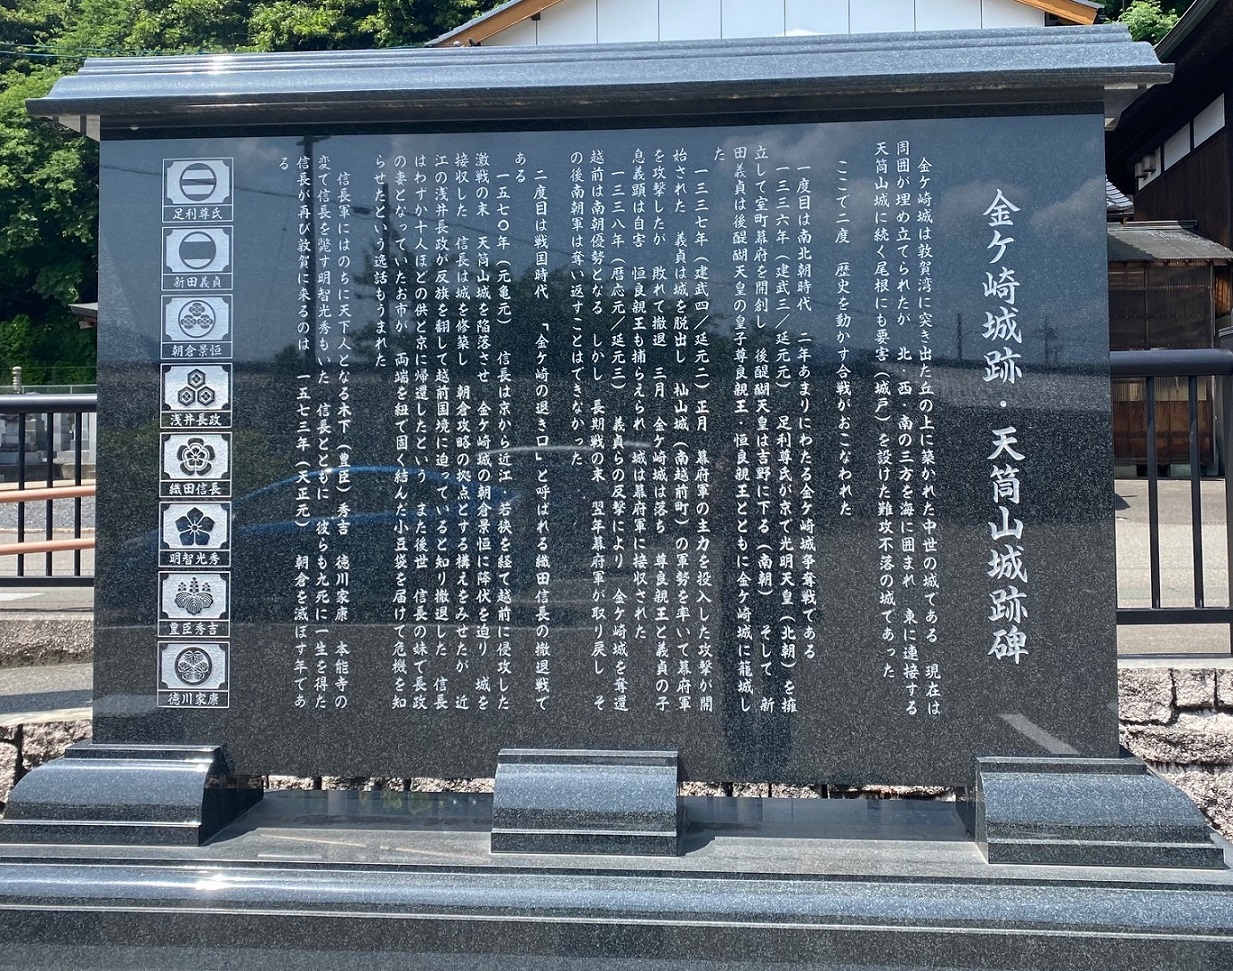 金ケ崎城跡・天筒山城跡碑
金ケ崎城は敦賀湾に突き出た丘の上に築かれた中世の城である 現在は
周囲が埋め立てられたが 北・西・南の三方を海に囲まれ 東に連接する
天筒山城に続く尾根にも要害(城戸)を設けた難攻不落の城であった
ここで二度 歴史を動かす合戦がおこなわれた
一度目は南北朝時代 二年あまりにわたる金ケ崎城争奪戦である
一三三六年(建武三/延元元) 足利尊氏が京で光明天皇(北朝)を擁
立して室町幕府を開創し 後醍醐天皇は吉野に下る(南朝) そして 新
田義貞は後醍醐天皇の皇子尊良親王・恒良親王とともに金ケ崎城に籠城し
た
一三三七年(建武四/延元二)正月 幕府軍の主力を投入した攻撃が開
始された 義貞は城を脱出し 杣山城(南越前町)の軍勢を率いて幕府軍
を攻撃したが 敗れて撤退 三月 金ケ崎城は落ち 尊良親王と義貞の子
息義顕は自害 恒良親王も捕らえられ 城は幕府軍に接収された
一三三八年(暦応元/延元三) 義貞らの反撃により 金ケ崎城を奪還
越前は南朝優勢となる しかし 長期戦の末 翌年幕府軍が取り戻し そ
の後南朝軍は奪い返すことはできなかった
二度目は戦国時代 「金ケ崎の退き口」と呼ばれる織田信長の撤退戦で
ある
一五七〇年(元亀元) 信長は京から近江・若狭を経て越前に侵攻した
激戦の末 天筒山城を陥落させ 金ケ崎城の朝倉景恒に降伏を迫り 城を
接収した 信長は城を修築し 朝倉攻略の拠点とする構えをみせたが 近
江の浅井長政が反旗を翻して越前国境に迫っていると知り撤退した 信長
はわずか十人ほどの供と京に帰還したという また後世 信長の妹で長政
の妻となっていたお市が 両端を紐で固く結んだ小豆袋を届けて危機を知
らせたという逸話もうまれた
信長軍にはのちに天下人となる木下(豊臣)秀吉 徳川家康 本能寺の
変で信長を斃す明智光秀もいた 信長とともに 彼らも九死に一生を得た
信長が再び敦賀に来るのは 一五七三年(天正元) 朝倉を滅ぼす年であ
る
足利尊氏
新田義貞
朝倉景恒
浅井長政
織田信長
明智光秀
豊臣秀吉
徳川家康